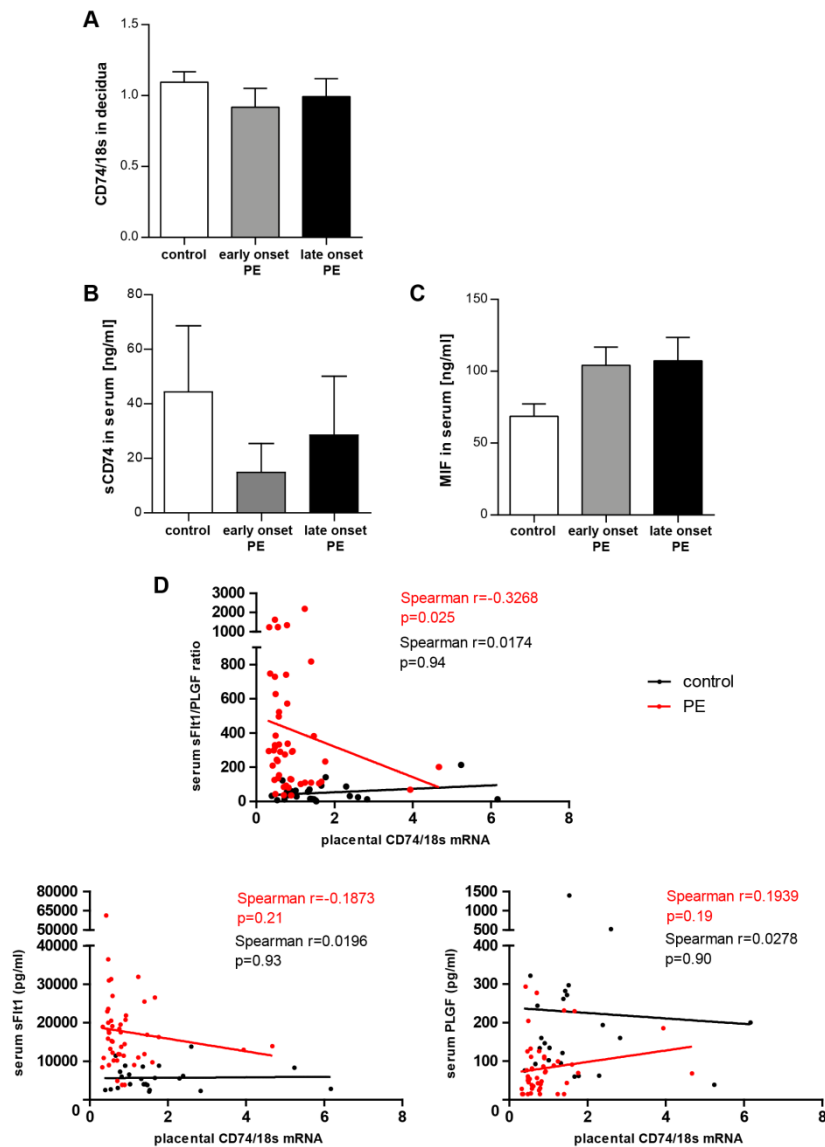 A
CD74/18s in decidua
1.5
1.0
0.5
0.0
control
early onset
PE
late onset
PE
B
sCD74 in serum [ng/ml]
80
60
40
20
0
control
early onset
PE
late onset
PE
C
MIF in serum [ng/ml]
150
100
50
0
control
early onset
PE
late onset
PE
D
serum sFlt1/PLGF ratio
3000
2000
1000
800
600
400
200
0
0 2 4 6 8
placental CD74/18s mRNA
Spearman r=-0.3268
p=0.025
Spearman r=0.0174
p=0.94
control
PE
serum sFlt1 (pg/ml)
80000
65000
50000
40000
30000
20000
10000
0
0 2 4 6 8
placental CD74/18s mRNA
Spearman r=-0.1873
p=0.21
Spearman r=0.0196
p=0.93
serum PLGF (pg/ml)
1500
1000
500
400
300
200
100
0
0 2 4 6 8
placental CD74/18s mRNA
Spearman r=0.1939
p=0.19
Spearman r=0.0278
p=0.90